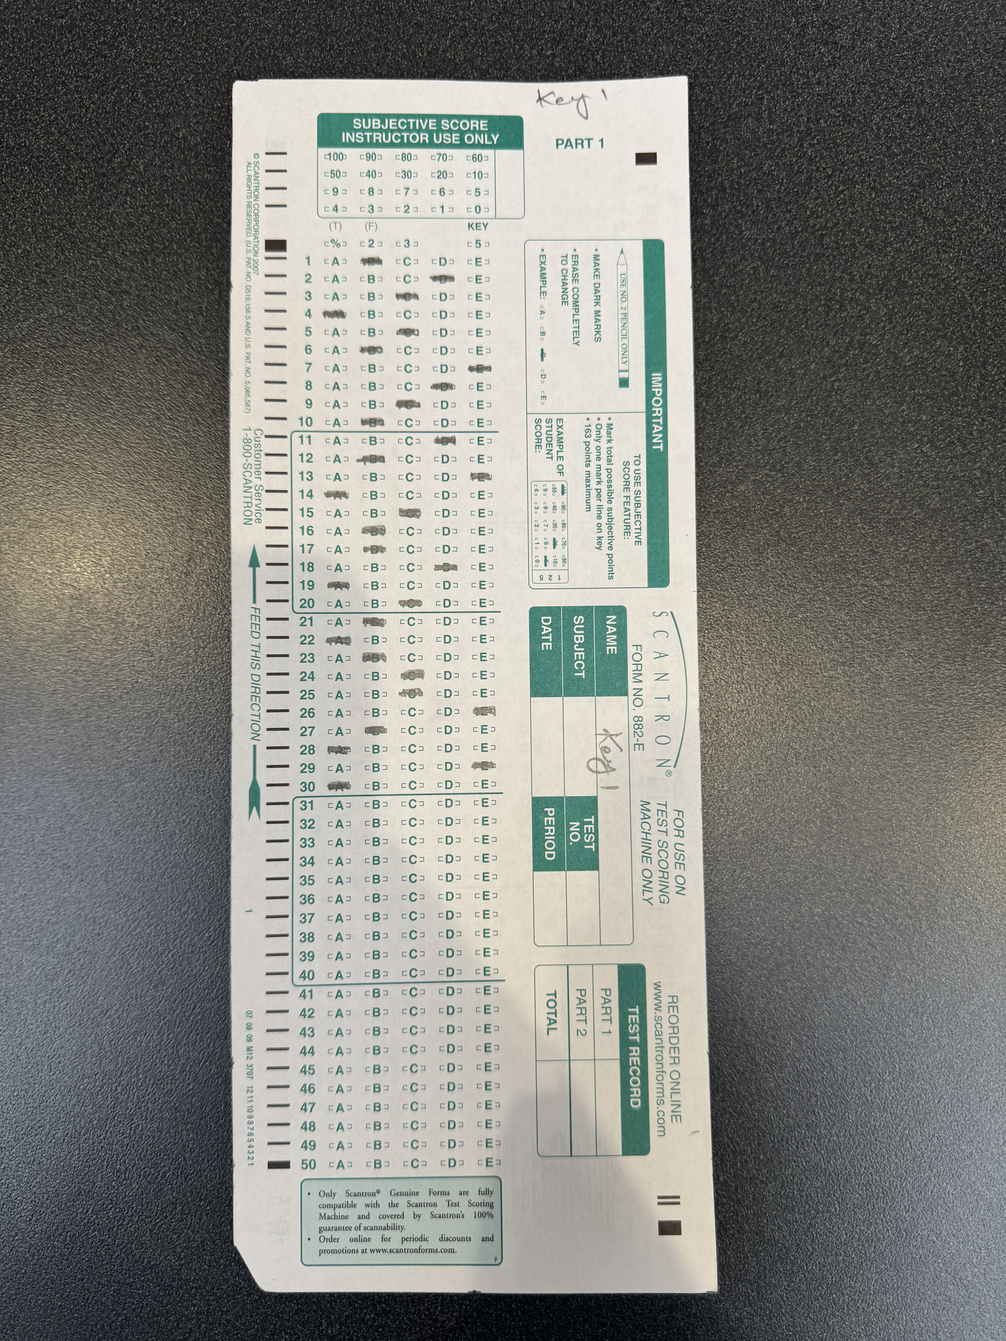 Key 1
PART 1
SUBJECTIVE SCORE
INSTRUCTOR USE ONLY
100 90 80 70 60
50 40 30 20 10
9 8 7 6 5
4 3 2 1 0
(T) (F) KEY
% 2 3 5
1 A B C D E
2 A B C D E
3 A B C D E
4 A B C D E
5 A B C D E
6 A B C D E
7 A B C D E
8 A B C D E
9 A B C D E
10 A B C D E
11 A B C D E
12 A B C D E
13 A B C D E
14 A B C D E
15 A B C D E
16 A B C D E
17 A B C D E
18 A B C D E
19 A B C D E
20 A B C D E
21 A B C D E
22 A B C D E
23 A B C D E
24 A B C D E
25 A B C D E
26 A B C D E
27 A B C D E
28 A B C D E
29 A B C D E
30 A B C D E
31 A B C D E
32 A B C D E
33 A B C D E
34 A B C D E
35 A B C D E
36 A B C D E
37 A B C D E
38 A B C D E
39 A B C D E
40 A B C D E
41 A B C D E
42 A B C D E
43 A B C D E
44 A B C D E
45 A B C D E
46 A B C D E
47 A B C D E
48 A B C D E
49 A B C D E
50 A B C D E
• Only Scantron® Genuine Forms are fully
compatible with the Scantron Test Scoring
Machine and covered by Scantron's 100%
guarantee of scannability.
• Order online for periodic discounts and
promotions at www.scantronforms.com.
P
© SCANTRON CORPORATION 2007
ALL RIGHTS RESERVED. (U.S. PAT. NO. D519,156 S AND U.S. PAT. NO. 5,085,587)
Customer Service
1-800-SCANTRON
FEED THIS DIRECTION
1
07 08 09 M12 3707 12 11 10 9 8 7 6 5 4 3 2 1
IMPORTANT
USE NO. 2 PENCIL ONLY
• MAKE DARK MARKS
• ERASE COMPLETELY
TO CHANGE
• EXAMPLE: A B D E
TO USE SUBJECTIVE
SCORE FEATURE:
• Mark total possible subjective points
• Only one mark per line on key
• 163 points maximum
EXAMPLE OF
STUDENT
SCORE:
SCANTRON®
FORM NO. 882-E
FOR USE ON
TEST SCORING
MACHINE ONLY
NAME
Key 1
SUBJECT
TEST
NO.
DATE
PERIOD
REORDER ONLINE
www.scantronforms.com
TEST RECORD
PART 1
PART 2
TOTAL